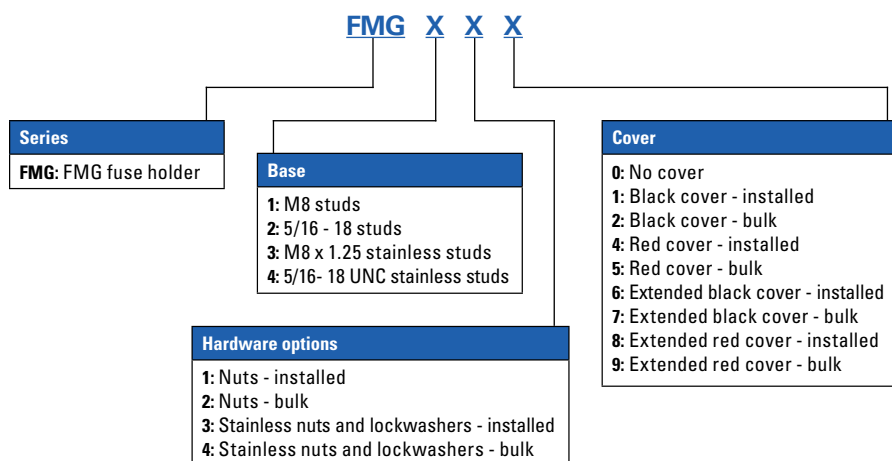 FMG X X X
Series
FMG: FMG fuse holder
Base
1: M8 studs
2: 5/16 - 18 studs
3: M8 x 1.25 stainless studs
4: 5/16- 18 UNC stainless studs
Hardware options
1: Nuts - installed
2: Nuts - bulk
3: Stainless nuts and lockwashers - installed
4: Stainless nuts and lockwashers - bulk
Cover
0: No cover
1: Black cover - installed
2: Black cover - bulk
4: Red cover - installed
5: Red cover - bulk
6: Extended black cover - installed
7: Extended black cover - bulk
8: Extended red cover - installed
9: Extended red cover - bulk